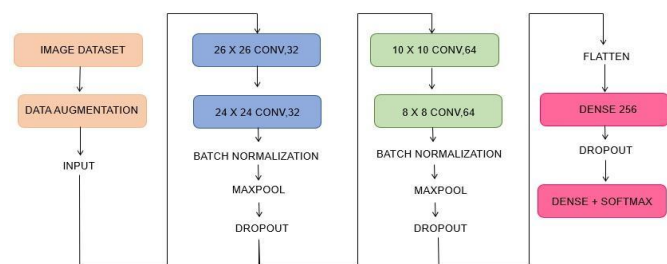 IMAGE DATASET
DATA AUGMENTATION
INPUT
26 X 26 CONV,32
24 X 24 CONV,32
BATCH NORMALIZATION
MAXPOOL
DROPOUT
10 X 10 CONV,64
8 X 8 CONV,64
BATCH NORMALIZATION
MAXPOOL
DROPOUT
FLATTEN
DENSE 256
DROPOUT
DENSE + SOFTMAX